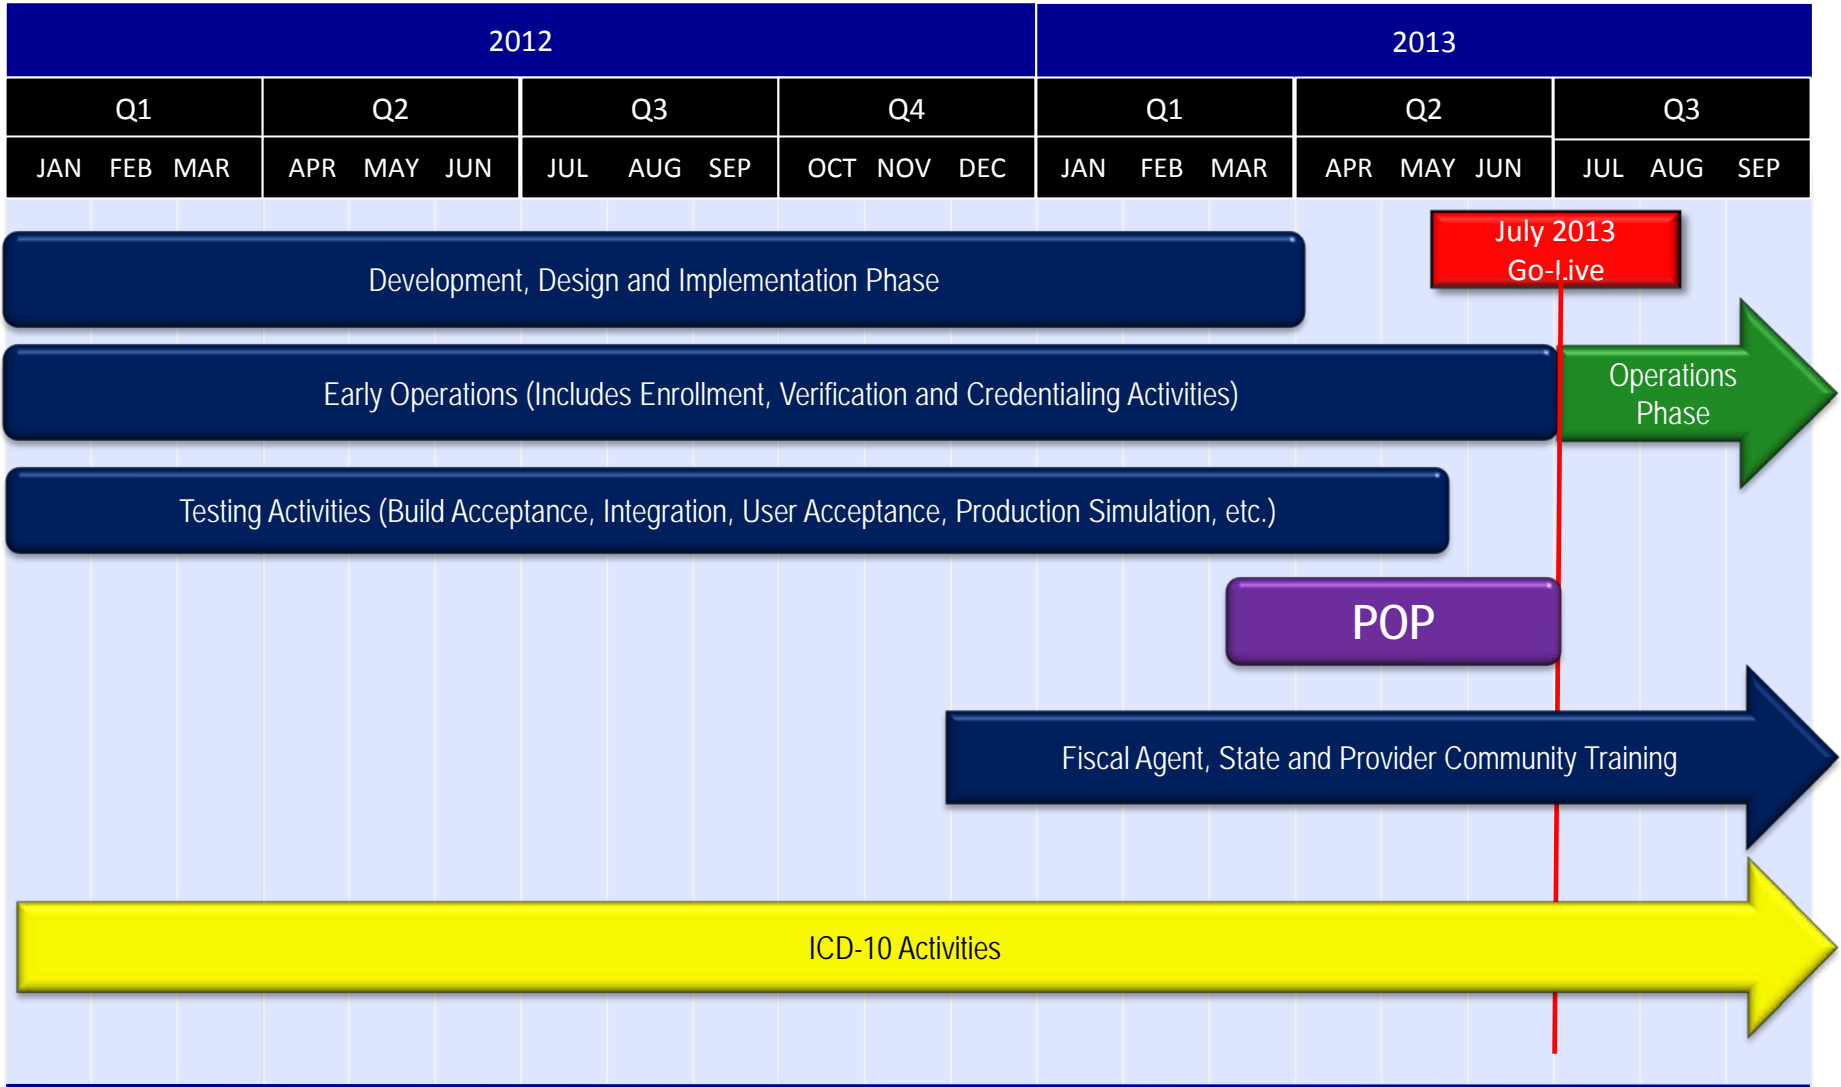 2012 2013
Q1 Q2 Q3 Q4 Q1 Q2 Q3
JAN FEB MAR APR MAY JUN JUL AUG SEP OCT NOV DEC JAN FEB MAR APR MAY JUN JUL AUG SEP
July 2013
Go-Live
Development, Design and Implementation Phase
Early Operations (Includes Enrollment, Verification and Credentialing Activities)
Operations
Phase
Testing Activities (Build Acceptance, Integration, User Acceptance, Production Simulation, etc.)
POP
Fiscal Agent, State and Provider Community Training
ICD-10 Activities